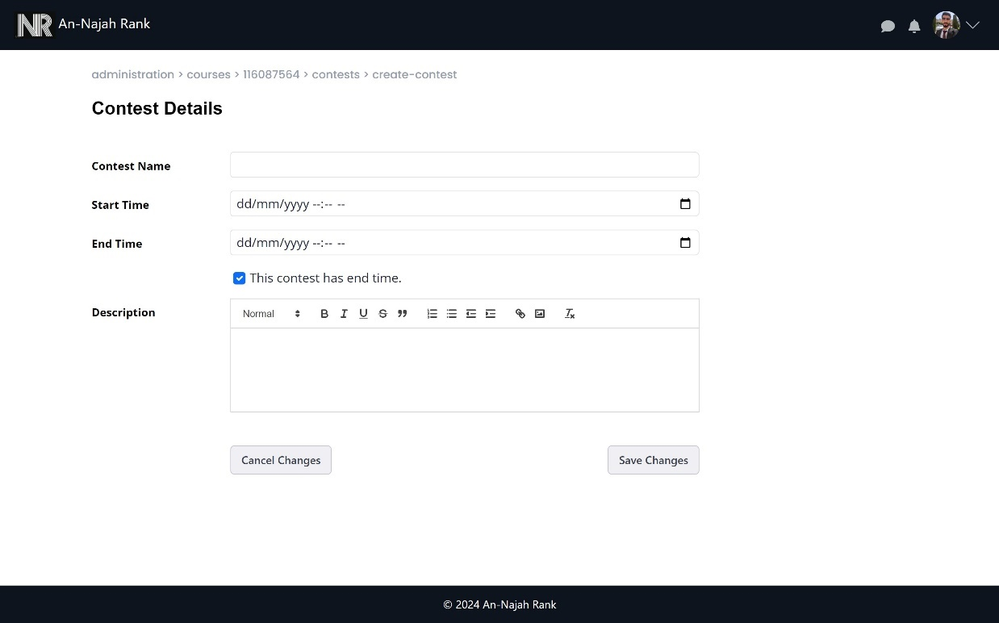 NR An-Najah Rank
administration > courses > 116087564 > contests > create-contest
Contest Details
Contest Name
Start Time dd/mm/yyyy --:-- --
End Time dd/mm/yyyy --:-- --
This contest has end time.
Description Normal B I U S
Cancel Changes Save Changes
© 2024 An-Najah Rank